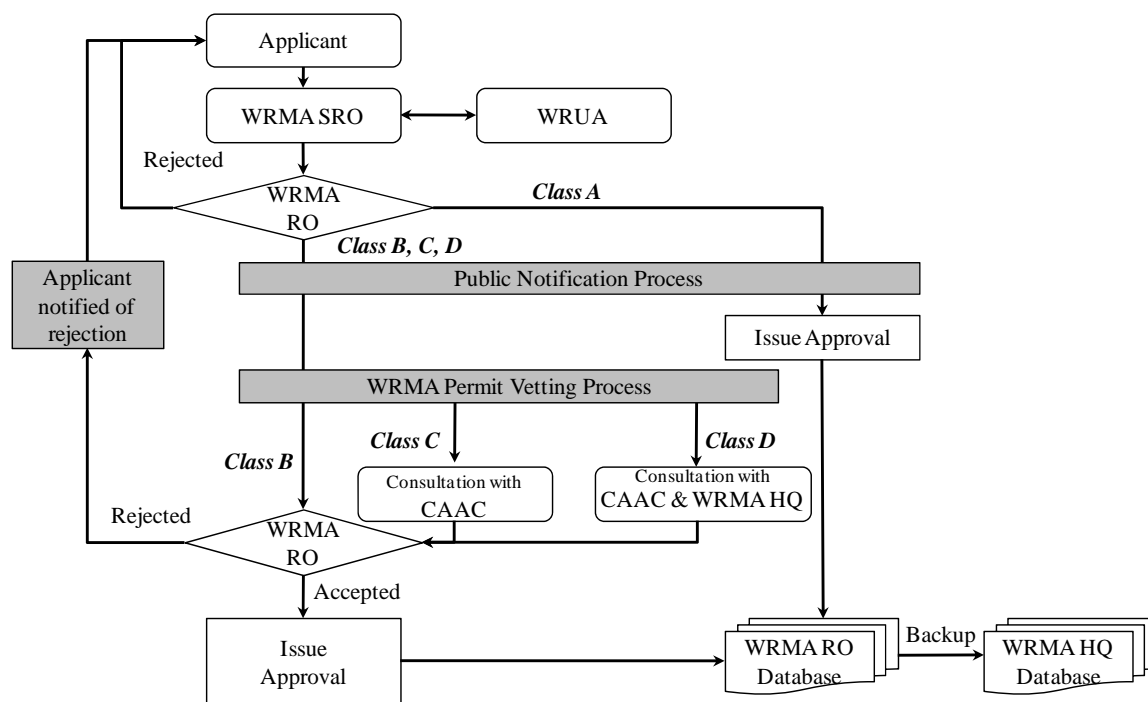 Applicant
WRMA SRO
WRUA
Rejected
WRMA
RO
Class A
Class B, C, D
Applicant
notified of
rejection
Public Notification Process
Issue Approval
WRMA Permit Vetting Process
Class C
Class D
Class B
Consultation with
CAAC
Consultation with
CAAC & WRMA HQ
Rejected
WRMA
RO
Accepted
Issue
Approval
WRMA RO
Database
Backup
WRMA HQ
Database